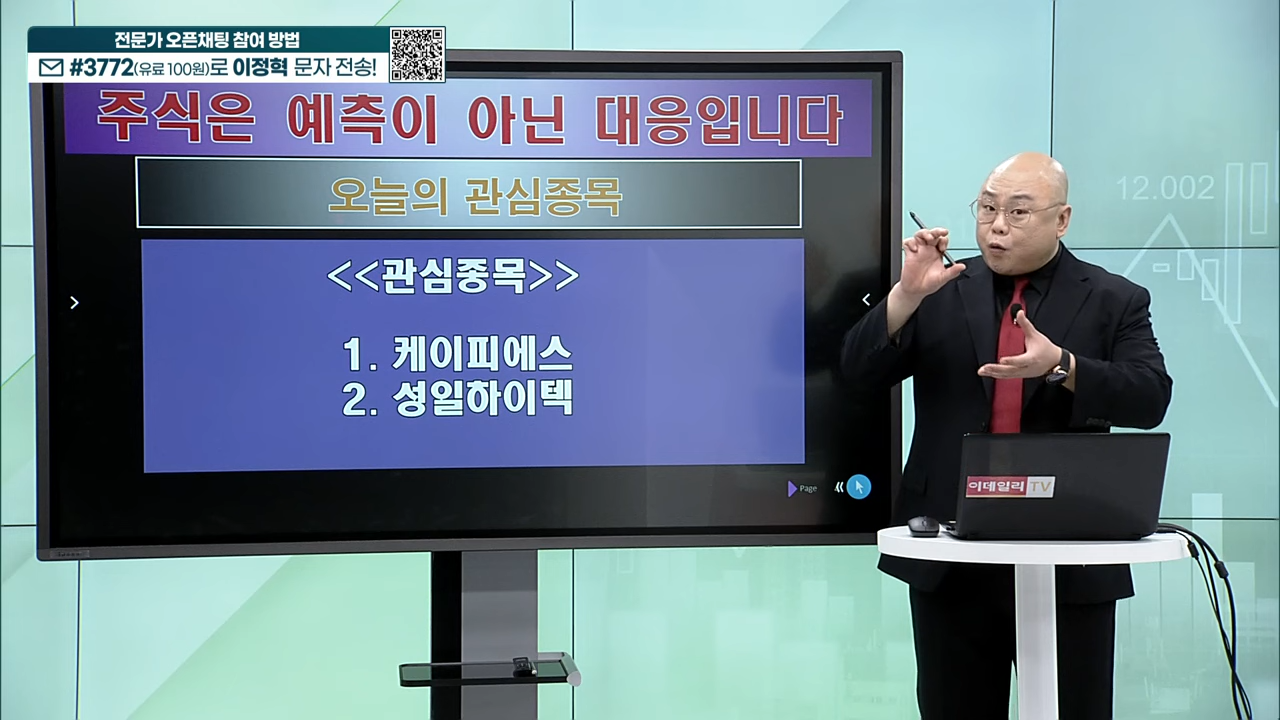 전문가 오픈채팅 참여 방법
#3772(유료 100원)로 이정혁 문자 전송!
주식은 예측이 아닌 대응입니다
오늘의 관심종목
<<관심종목>>
1. 케이피에스
2. 성일하이텍
Page
12.002
이데일리 TV